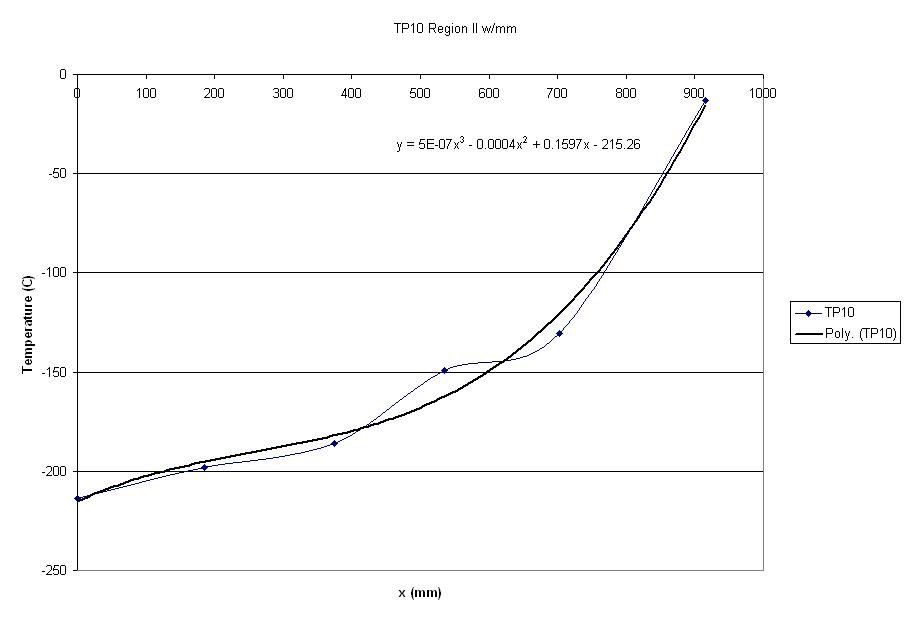 TP10 Region II w/mm
0
0 100 200 300 400 500 600 700 800 900 1000
y = 5E-07x³ - 0.0004x² + 0.1597x - 215.26
-50
-100
-150
-200
-250
Temperature (C)
x (mm)
TP10
Poly. (TP10)